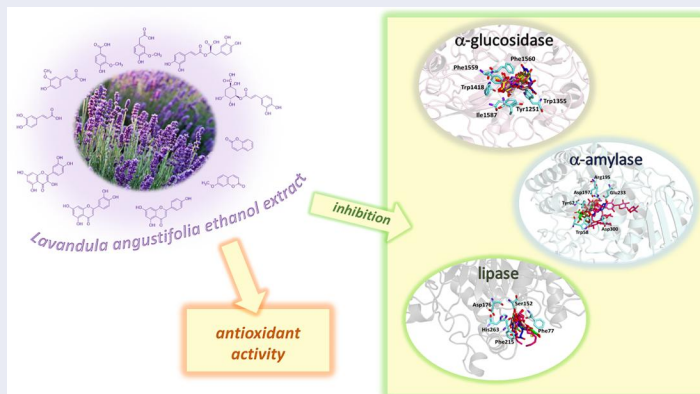 Lavandula angustifolia ethanol extract
inhibition
antioxidant
activity
α-glucosidase
Phe1560
Phe1559
Trp1418
Trp1355
Tyr1251
Ile1587
α-amylase
Arg195
Asp197
Glu233
Tyr62
Trp58
Asp300
lipase
Asp176
Ser152
His263
Phe77
Phe215